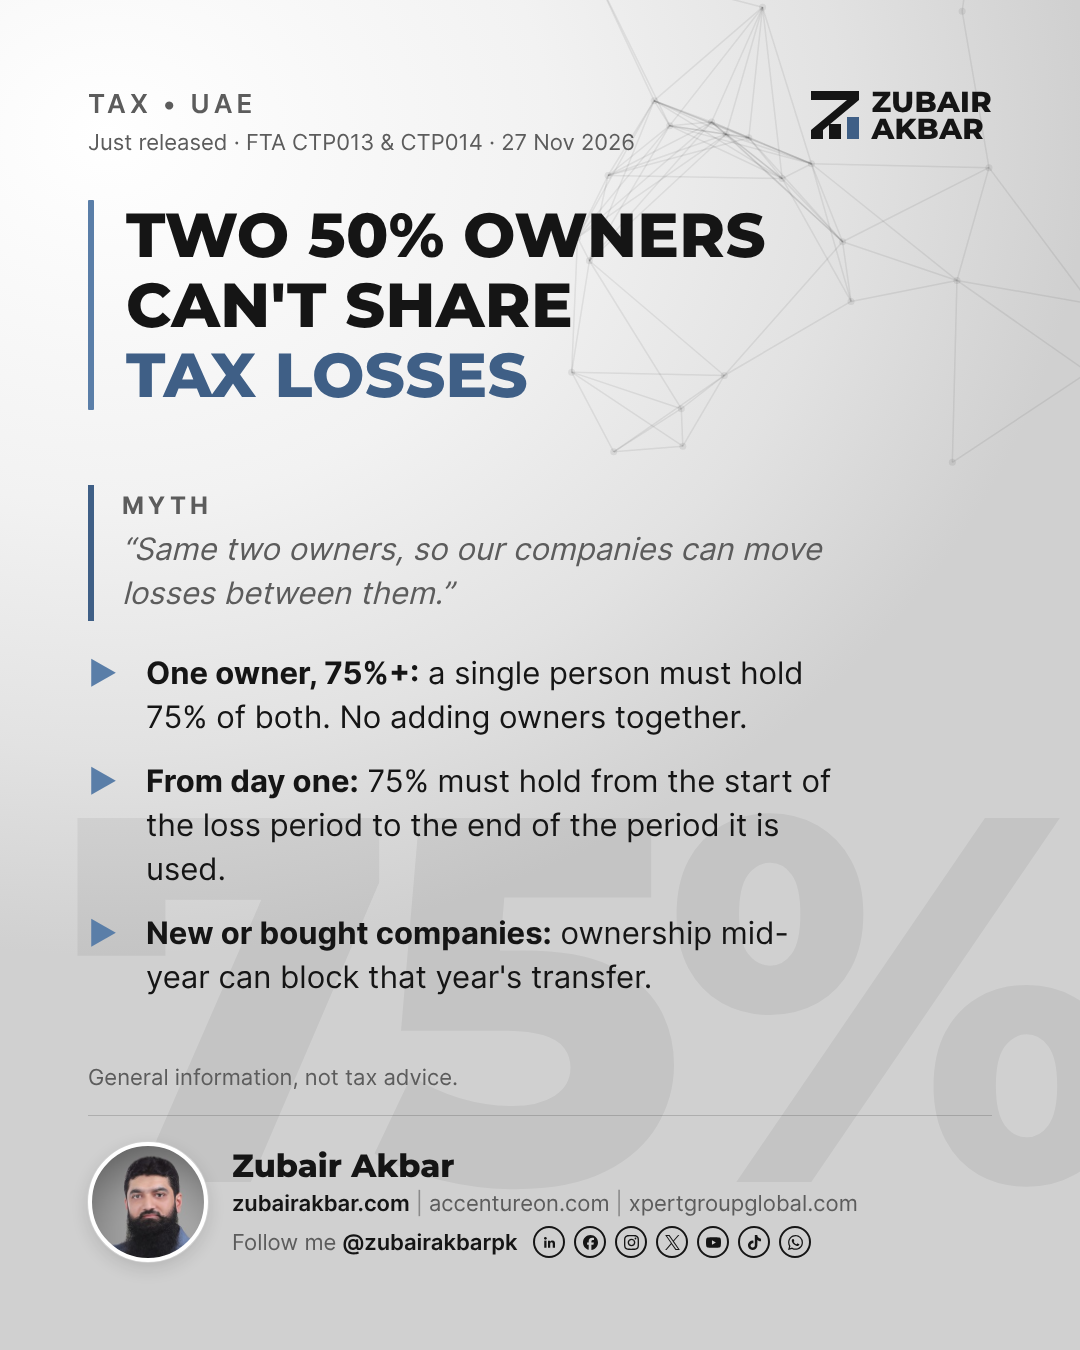 TAX • UAE
Just released · FTA CTP013 & CTP014 · 27 Nov 2026
ZUBAIR
AKBAR
TWO 50% OWNERS
CAN'T SHARE
TAX LOSSES
MYTH
“Same two owners, so our companies can move
losses between them.”
One owner, 75%+: a single person must hold
75% of both. No adding owners together.
From day one: 75% must hold from the start of
the loss period to the end of the period it is
used.
New or bought companies: ownership mid-
year can block that year's transfer.
75%
General information, not tax advice.
Zubair Akbar
zubairakbar.com | accentureon.com | xpertgroupglobal.com
Follow me @zubairakbarpk